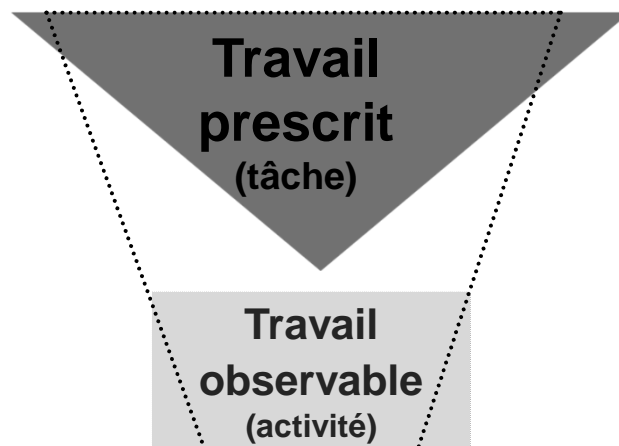 Travail
prescrit
(tâche)
Travail
observable
(activité)